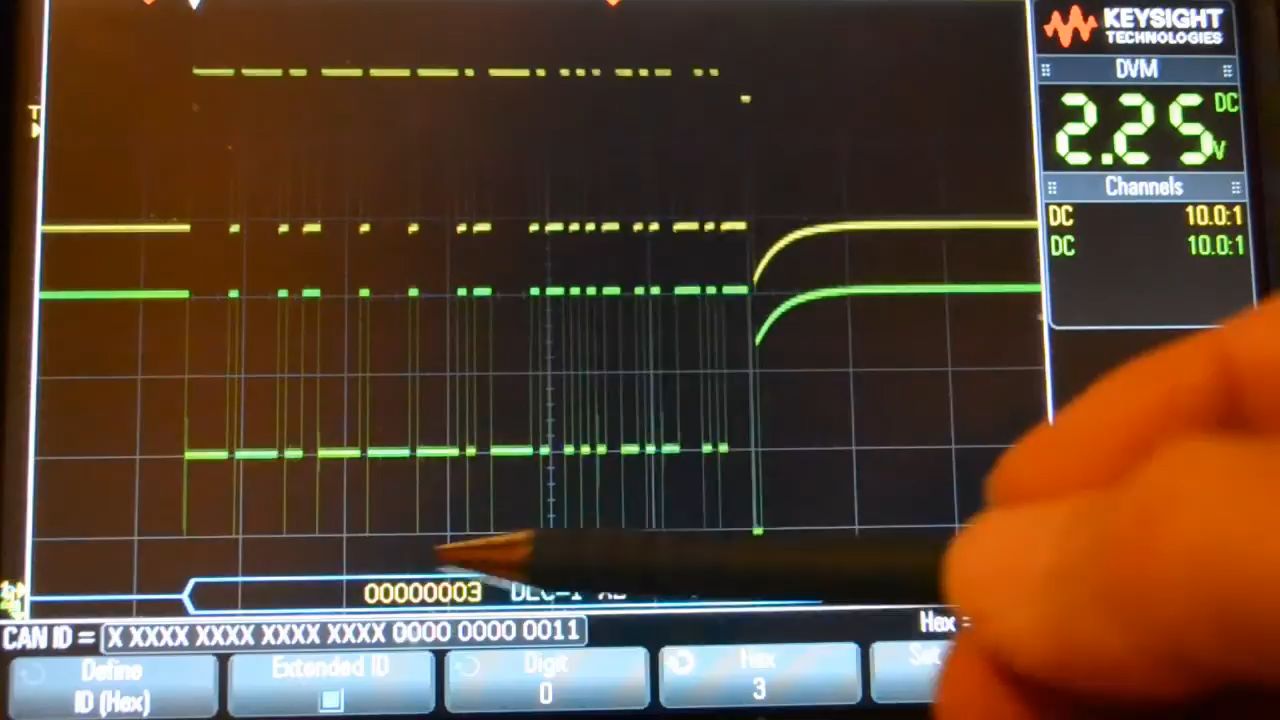 KEYSIGHT
TECHNOLOGIES
DVM
2.25 DC V
Channels
DC 10.0:1
DC 10.0:1
T
00000003
CAN ID = X XXXX XXXX XXXX XXXX 0000 0000 0011
Hex =
Define
ID (Hex)
Extended ID
Digit
0
Hex
3
Set